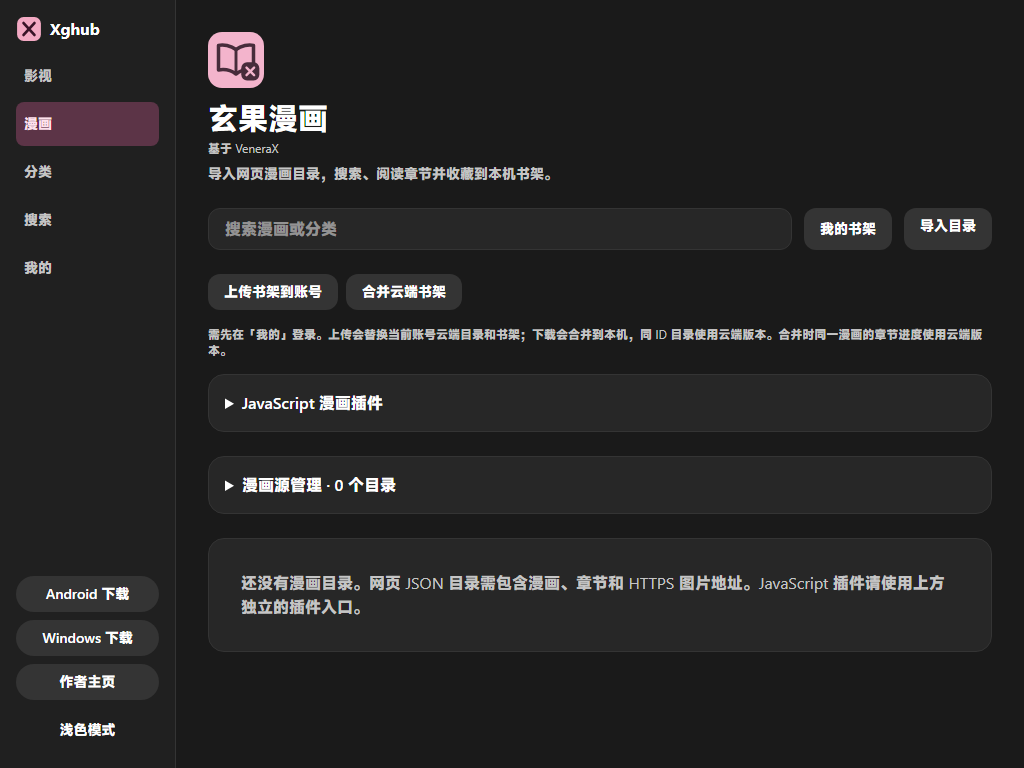 Xghub
影视
漫画
分类
搜索
我的
Android 下载
Windows 下载
作者主页
浅色模式
玄果漫画
基于 VeneraX
导入网页漫画目录，搜索、阅读章节并收藏到本机书架。
搜索漫画或分类
我的书架
导入目录
上传书架到账号
合并云端书架
需先在「我的」登录。上传会替换当前账号云端目录和书架；下载会合并到本机，同 ID 目录使用云端版本。合并时同一漫画的章节进度使用云端版
本。
JavaScript 漫画插件
漫画源管理 · 0 个目录
还没有漫画目录。网页 JSON 目录需包含漫画、章节和 HTTPS 图片地址。JavaScript 插件请使用上方
独立的插件入口。